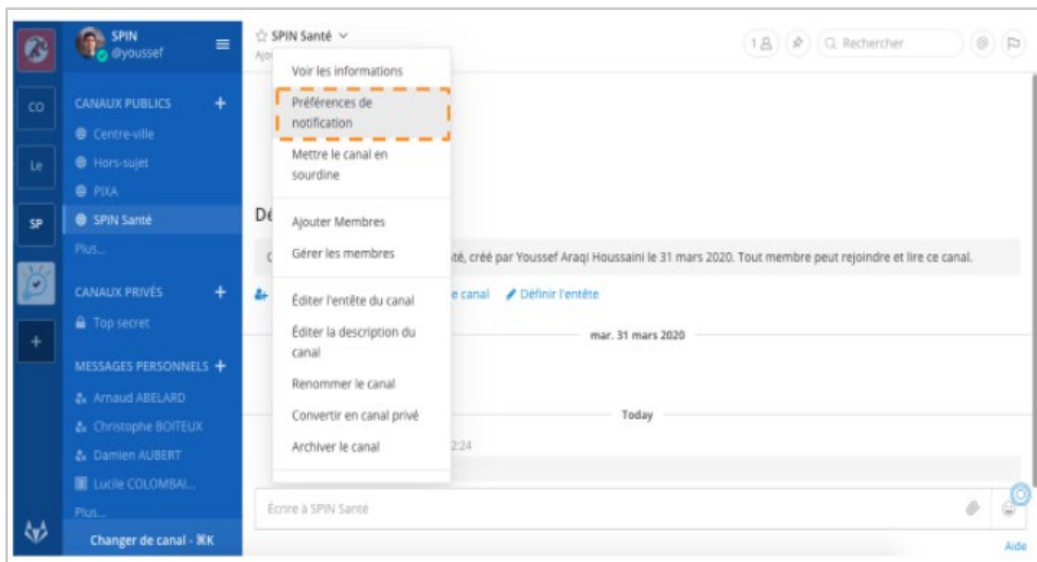 SPIN
@youssef
CO
Le
SP
+
CANAUX PUBLICS +
Centre-ville
Hors-sujet
PIXA
SPIN Santé
Plus...
CANAUX PRIVÉS +
Top secret
MESSAGES PERSONNELS +
Arnaud ABELARD
Christophe BOITEUX
Damien AUBERT
Lucile COLOMBAI...
Plus...
Changer de canal - ⌘K
SPIN Santé
Ajo
1
Rechercher
@
Voir les informations
Préférences de
notification
Mettre le canal en
sourdine
Ajouter Membres
Gérer les membres
Éditer l'entête du canal
Éditer la description du
canal
Renommer le canal
Convertir en canal privé
Archiver le canal
Dé
té, créé par Youssef Araqi Houssaini le 31 mars 2020. Tout membre peut rejoindre et lire ce canal.
e canal Définir l'entête
mar. 31 mars 2020
Today
2:24
Écrire à SPIN Santé
Aide